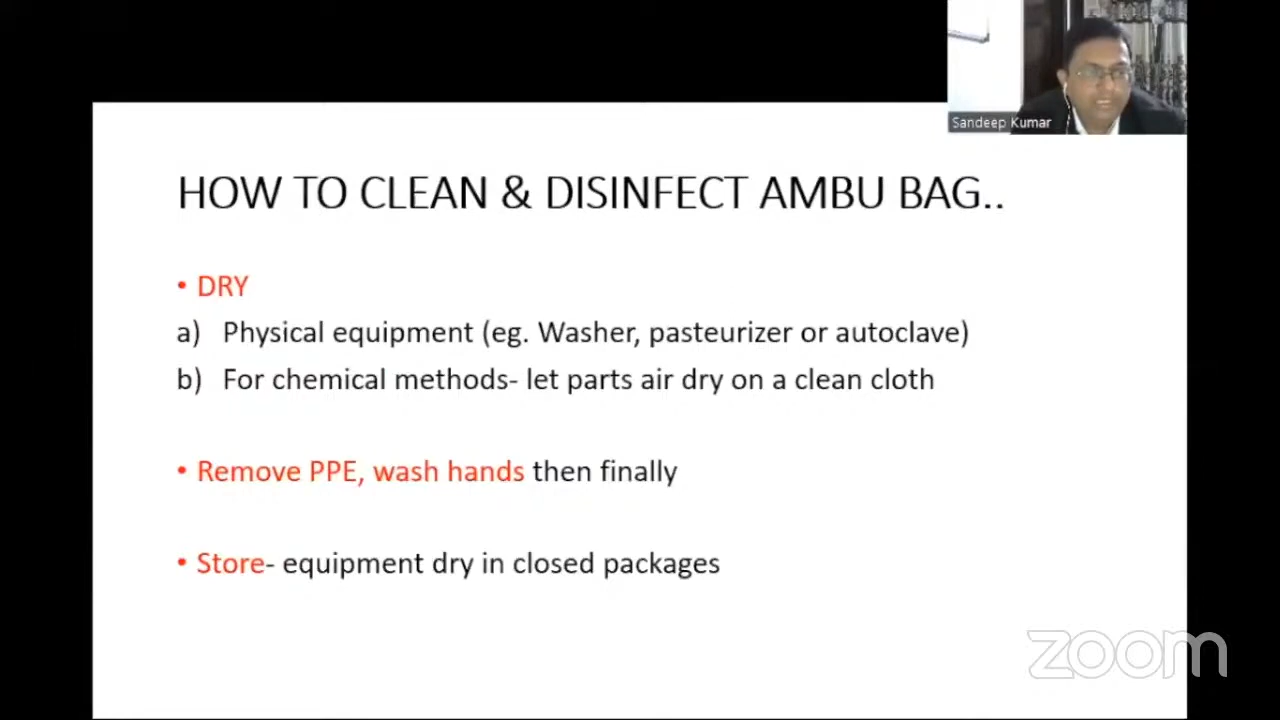 Sandeep Kumar
HOW TO CLEAN & DISINFECT AMBU BAG..
• DRY
a) Physical equipment (eg. Washer, pasteurizer or autoclave)
b) For chemical methods- let parts air dry on a clean cloth
• Remove PPE, wash hands then finally
• Store- equipment dry in closed packages
zoom